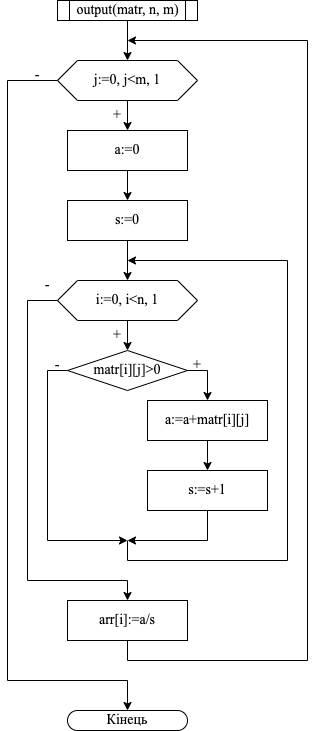 output(matr, n, m)
-
j:=0, j<m, 1
+
a:=0
s:=0
-
i:=0, i<n, 1
+
-
matr[i][j]>0
+
a:=a+matr[i][j]
s:=s+1
arr[i]:=a/s
Кінець